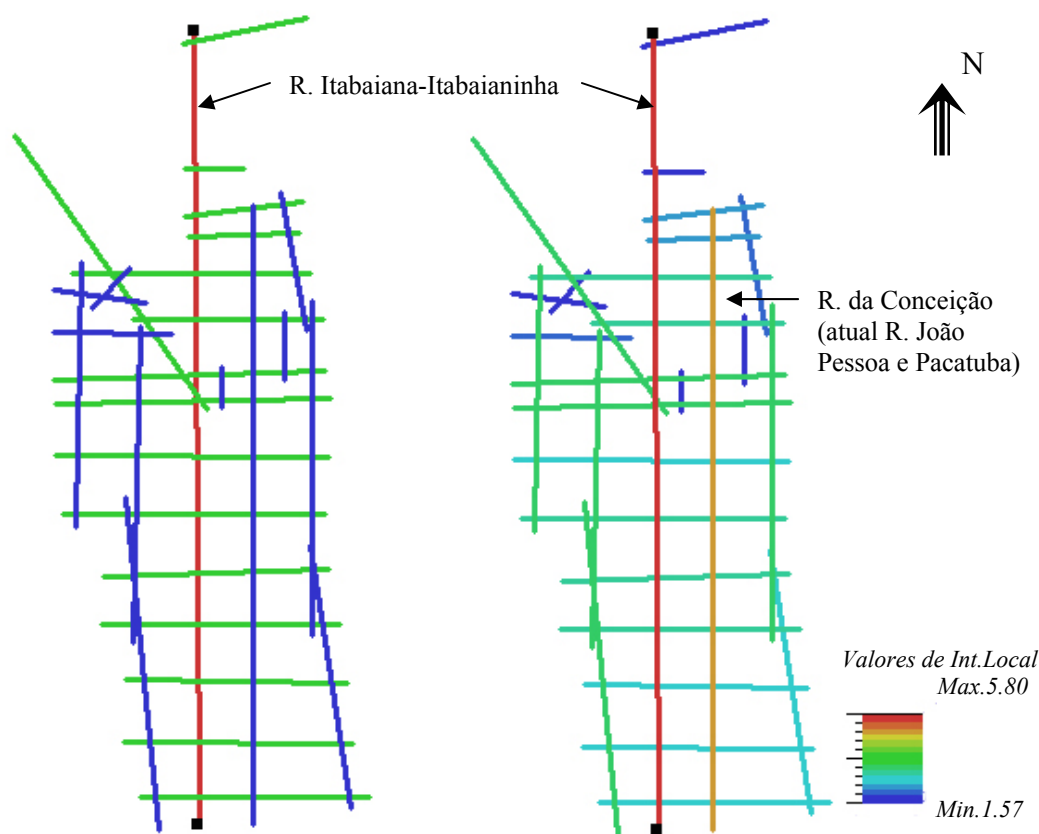 N
R. Itabaiana-Itabaianinha
R. da Conceição
(atual R. João
Pessoa e Pacatuba)
Valores de Int.Local
Max.5.80
Min.1.57